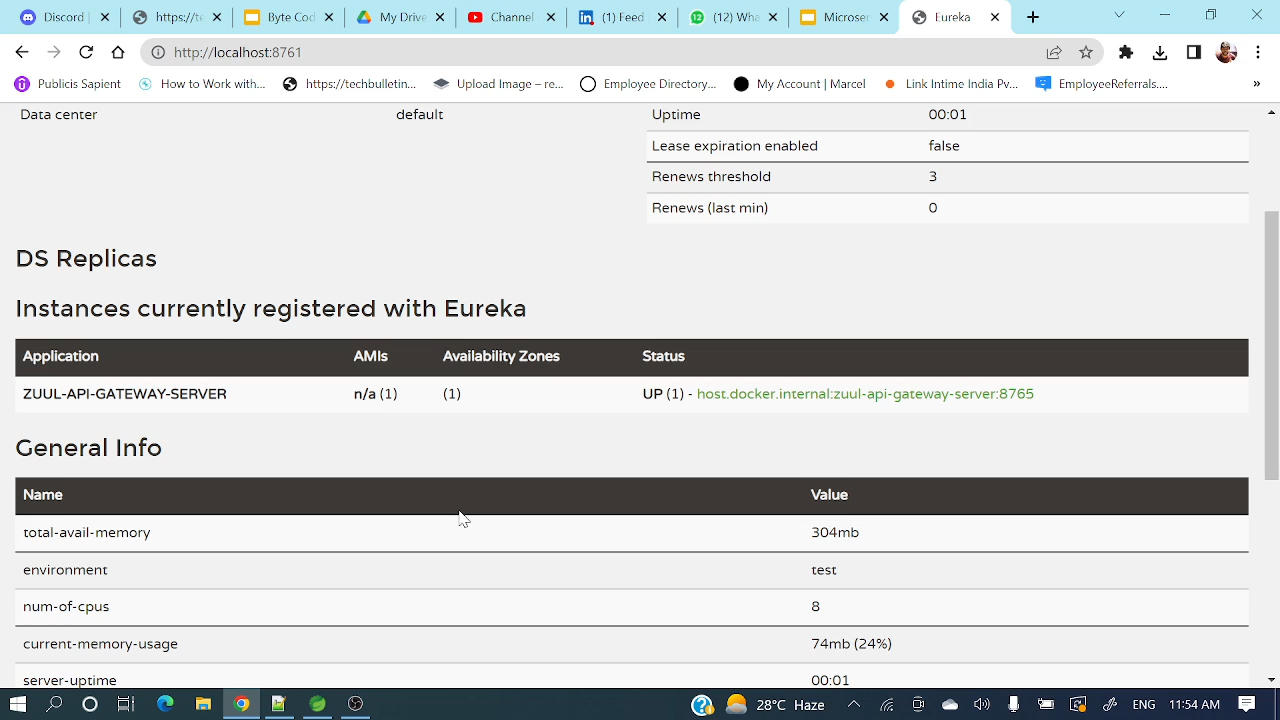 Discord |
https://te
Byte Cod
My Drive
Channel
(1) Feed
(12) Wha
Microser
Eureka
http://localhost:8761
Publicis Sapient
How to Work with...
https://techbulletin...
Upload Image – re...
Employee Directory...
My Account | Marcel
Link Intime India Pv...
EmployeeReferrals....
»
Data center default Uptime 00:01
Lease expiration enabled false
Renews threshold 3
Renews (last min) 0
DS Replicas
Instances currently registered with Eureka
Application AMIs Availability Zones Status
ZUUL-API-GATEWAY-SERVER n/a (1) (1) UP (1) - host.docker.internal:zuul-api-gateway-server:8765
General Info
Name Value
total-avail-memory 304mb
environment test
num-of-cpus 8
current-memory-usage 74mb (24%)
server-uptime 00:01
28°C Haze ENG 11:54 AM